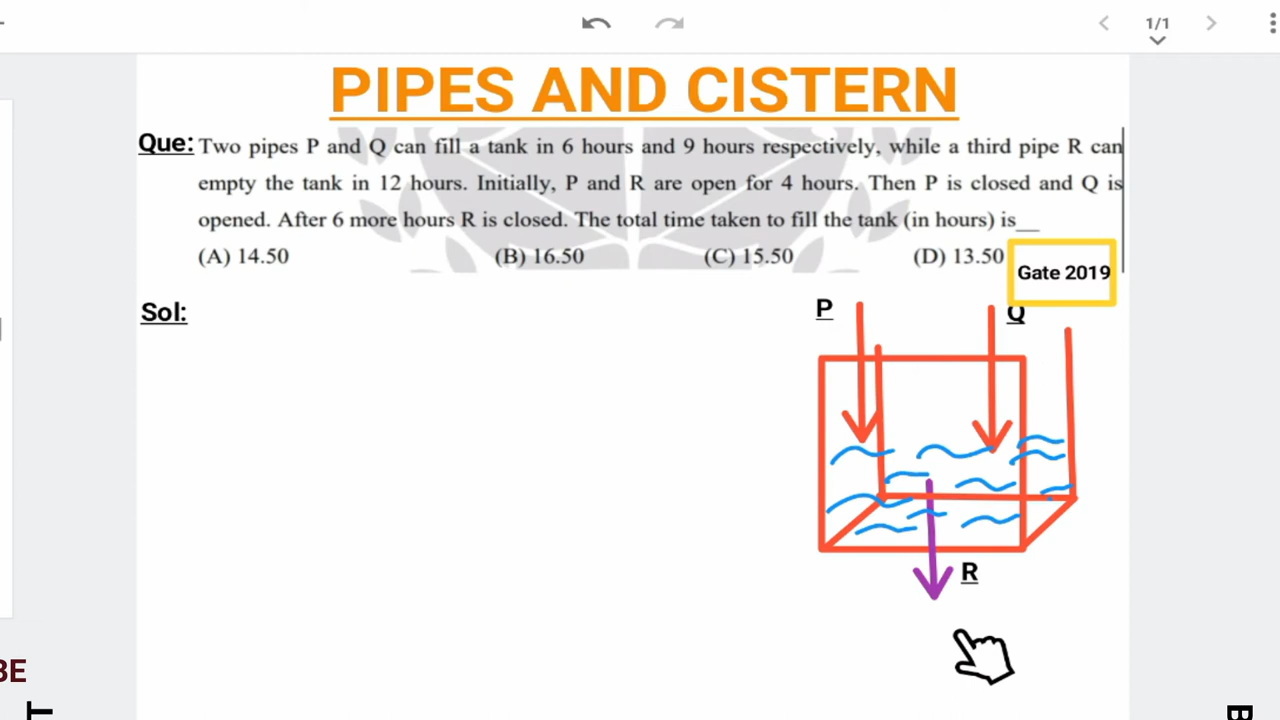 1/1
PIPES AND CISTERN
Que: Two pipes P and Q can fill a tank in 6 hours and 9 hours respectively, while a third pipe R can
empty the tank in 12 hours. Initially, P and R are open for 4 hours. Then P is closed and Q is
opened. After 6 more hours R is closed. The total time taken to fill the tank (in hours) is__
(A) 14.50 (B) 16.50 (C) 15.50 (D) 13.50
Gate 2019
Sol:
P
Q
R
BE
T
B